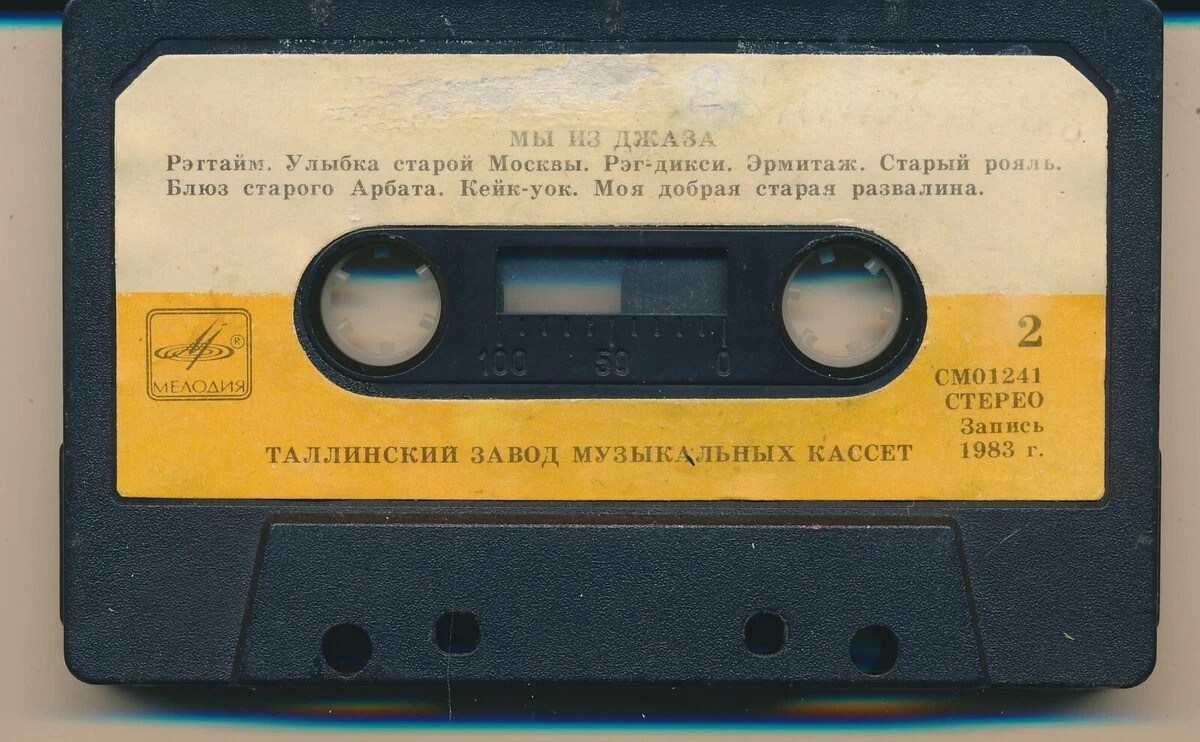 МЫ ИЗ ДЖАЗА
Рэгтайм. Улыбка старой Москвы. Рэг-дикси. Эрмитаж. Старый рояль.
Блюз старого Арбата. Кейк-уок. Моя добрая старая развалина.
100 50 0
®
МЕЛОДИЯ
2
СМ01241
СТЕРЕО
Запись
1983 г.
ТАЛЛИНСКИЙ ЗАВОД МУЗЫКАЛЬНЫХ КАССЕТ